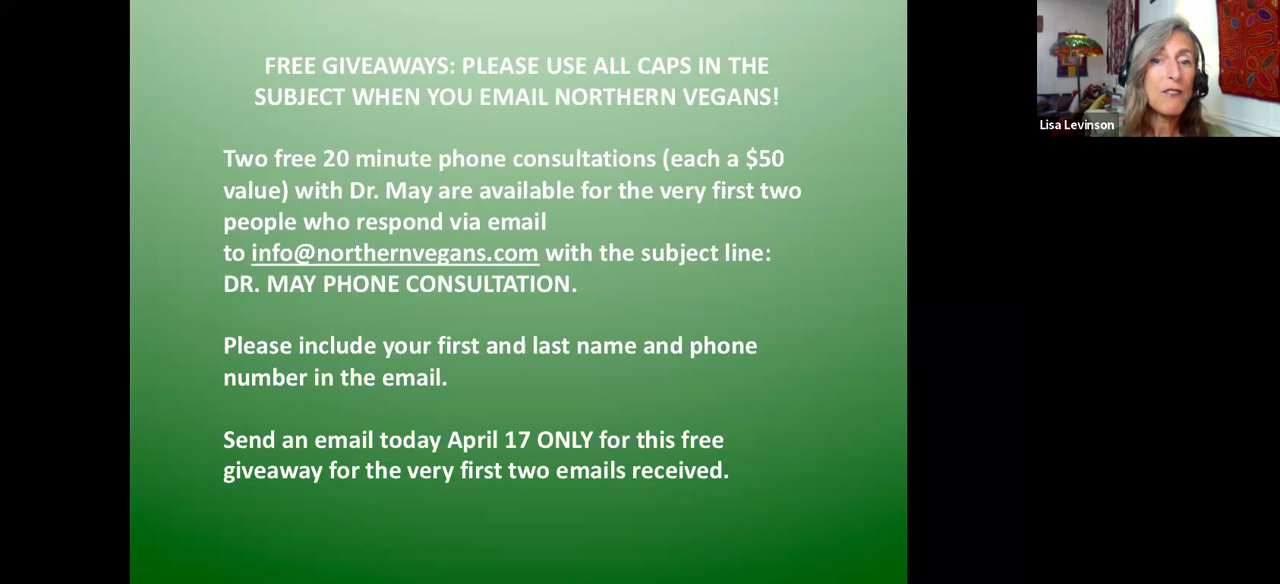 FREE GIVEAWAYS: PLEASE USE ALL CAPS IN THE
SUBJECT WHEN YOU EMAIL NORTHERN VEGANS!
Two free 20 minute phone consultations (each a $50
value) with Dr. May are available for the very first two
people who respond via email
to info@northernvegans.com with the subject line:
DR. MAY PHONE CONSULTATION.
Please include your first and last name and phone
number in the email.
Send an email today April 17 ONLY for this free
giveaway for the very first two emails received.
Lisa Levinson